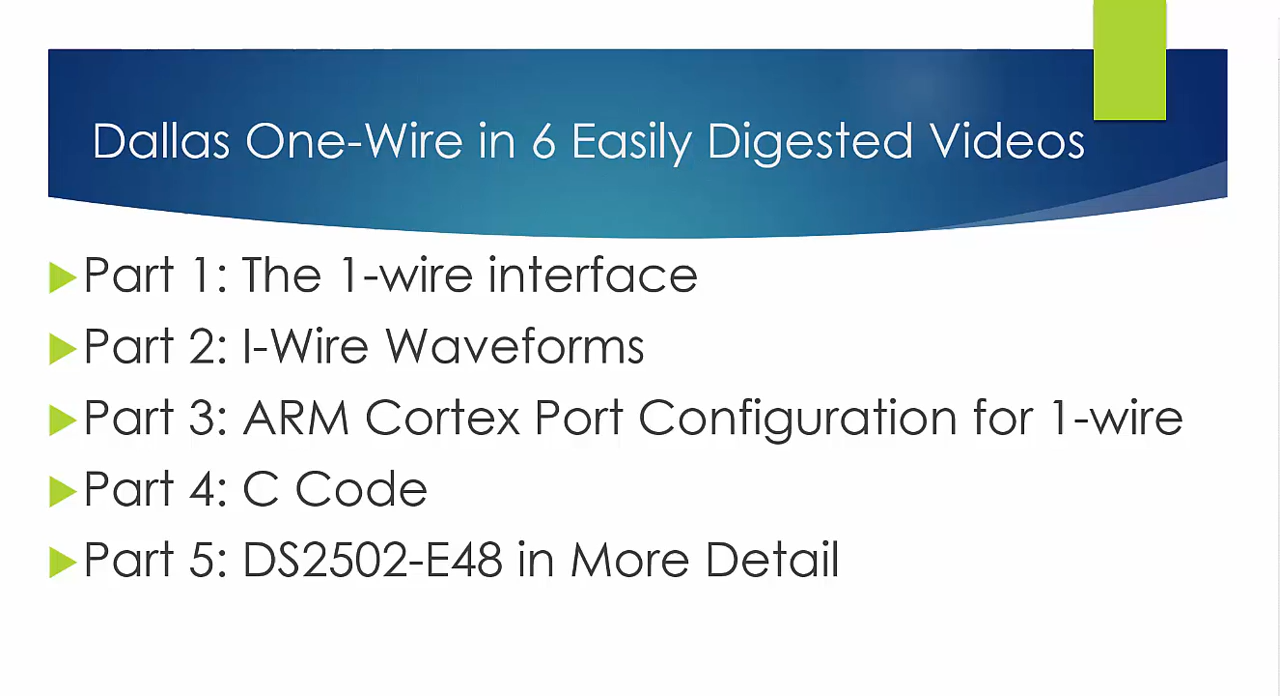 Dallas One-Wire in 6 Easily Digested Videos
Part 1: The 1-wire interface
Part 2: I-Wire Waveforms
Part 3: ARM Cortex Port Configuration for 1-wire
Part 4: C Code
Part 5: DS2502-E48 in More Detail